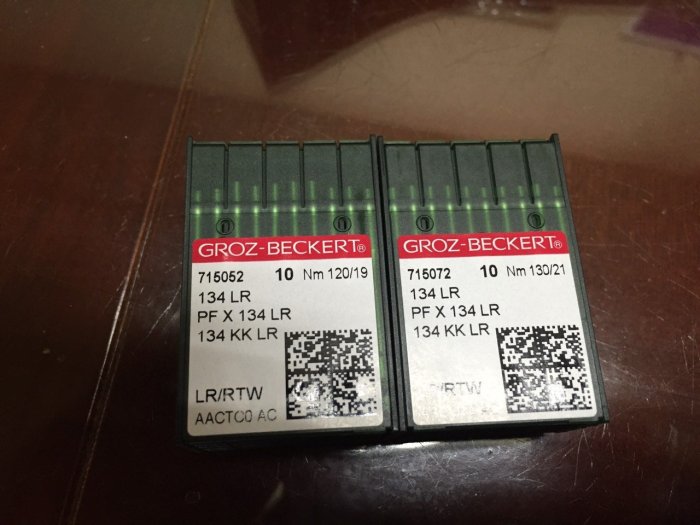 GROZ-BECKERT®
715052 10 Nm 120/19
134 LR
PF X 134 LR
134 KK LR
LR/RTW
AACTC0 AC
GROZ-BECKERT®
715072 10 Nm 130/21
134 LR
PF X 134 LR
134 KK LR
/RTW